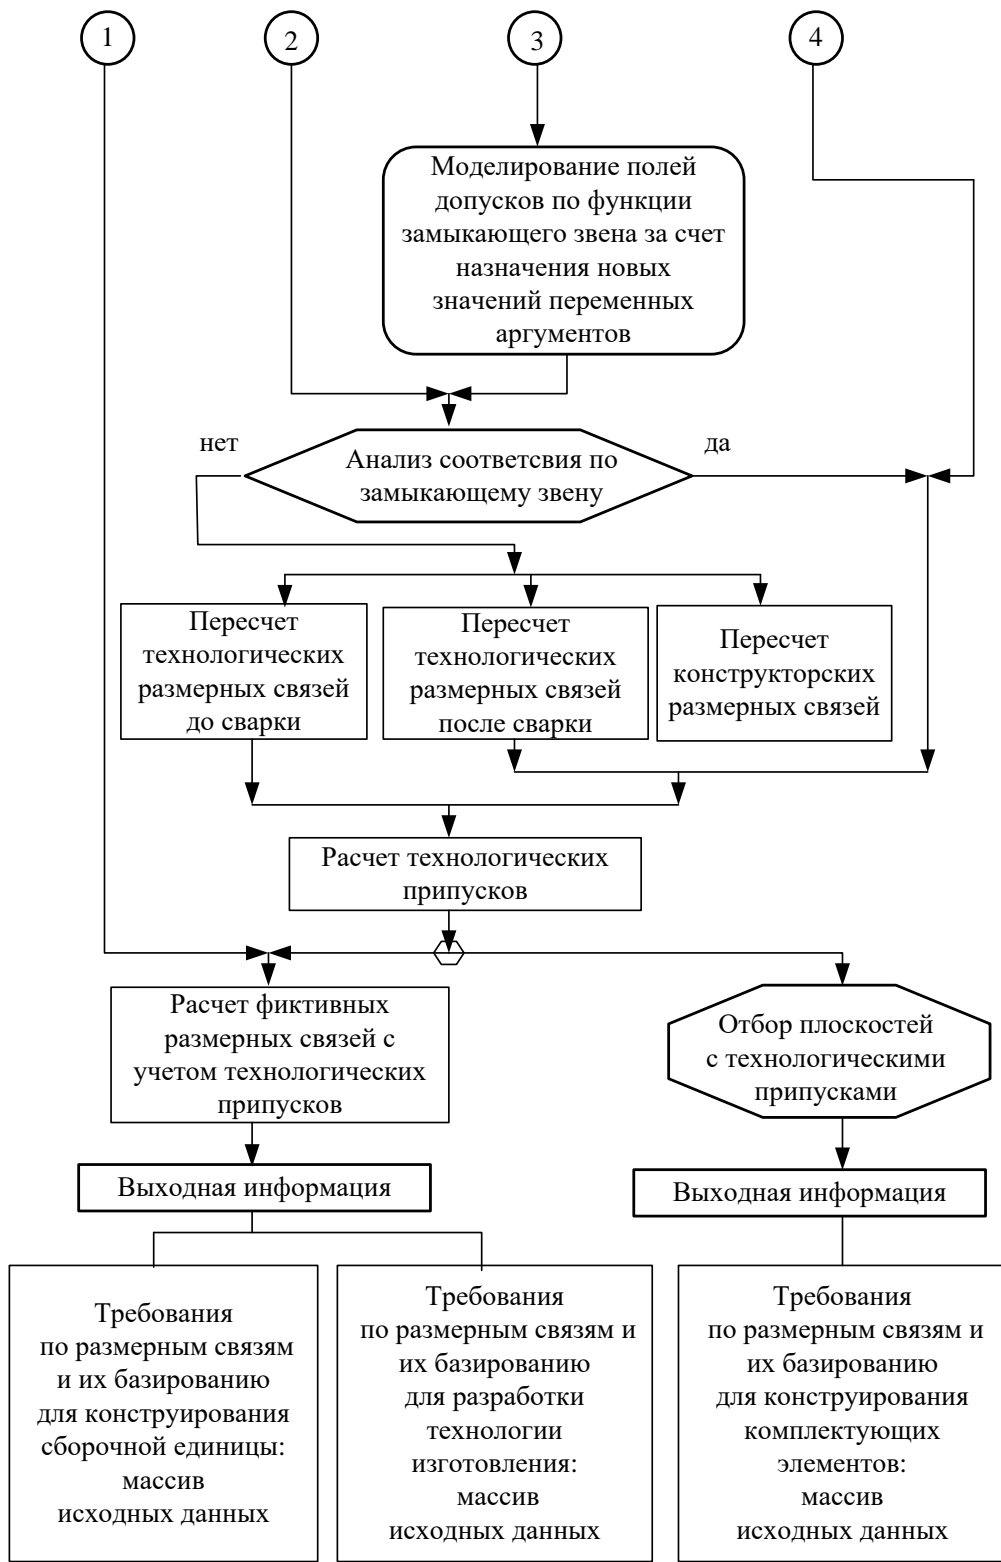 1
2
3
4
Моделирование полей
допусков по функции
замыкающего звена за счет
назначения новых
значений переменных
аргументов
нет
да
Анализ соответсвия по
замыкающему звену
Пересчет
технологических
размерных связей
до сварки
Пересчет
технологических
размерных связей
после сварки
Пересчет
конструкторских
размерных связей
Расчет технологических
припусков
Расчет фиктивных
размерных связей с
учетом технологических
припусков
Отбор плоскостей
с технологическими
припусками
Выходная информация
Выходная информация
Требования
по размерным связям
и их базированию
для конструирования
сборочной единицы:
массив
исходных данных
Требования
по размерным связям и
их базированию
для разработки
технологии
изготовления:
массив
исходных данных
Требования
по размерным связям и
их базированию
для конструирования
комплектующих
элементов:
массив
исходных данных